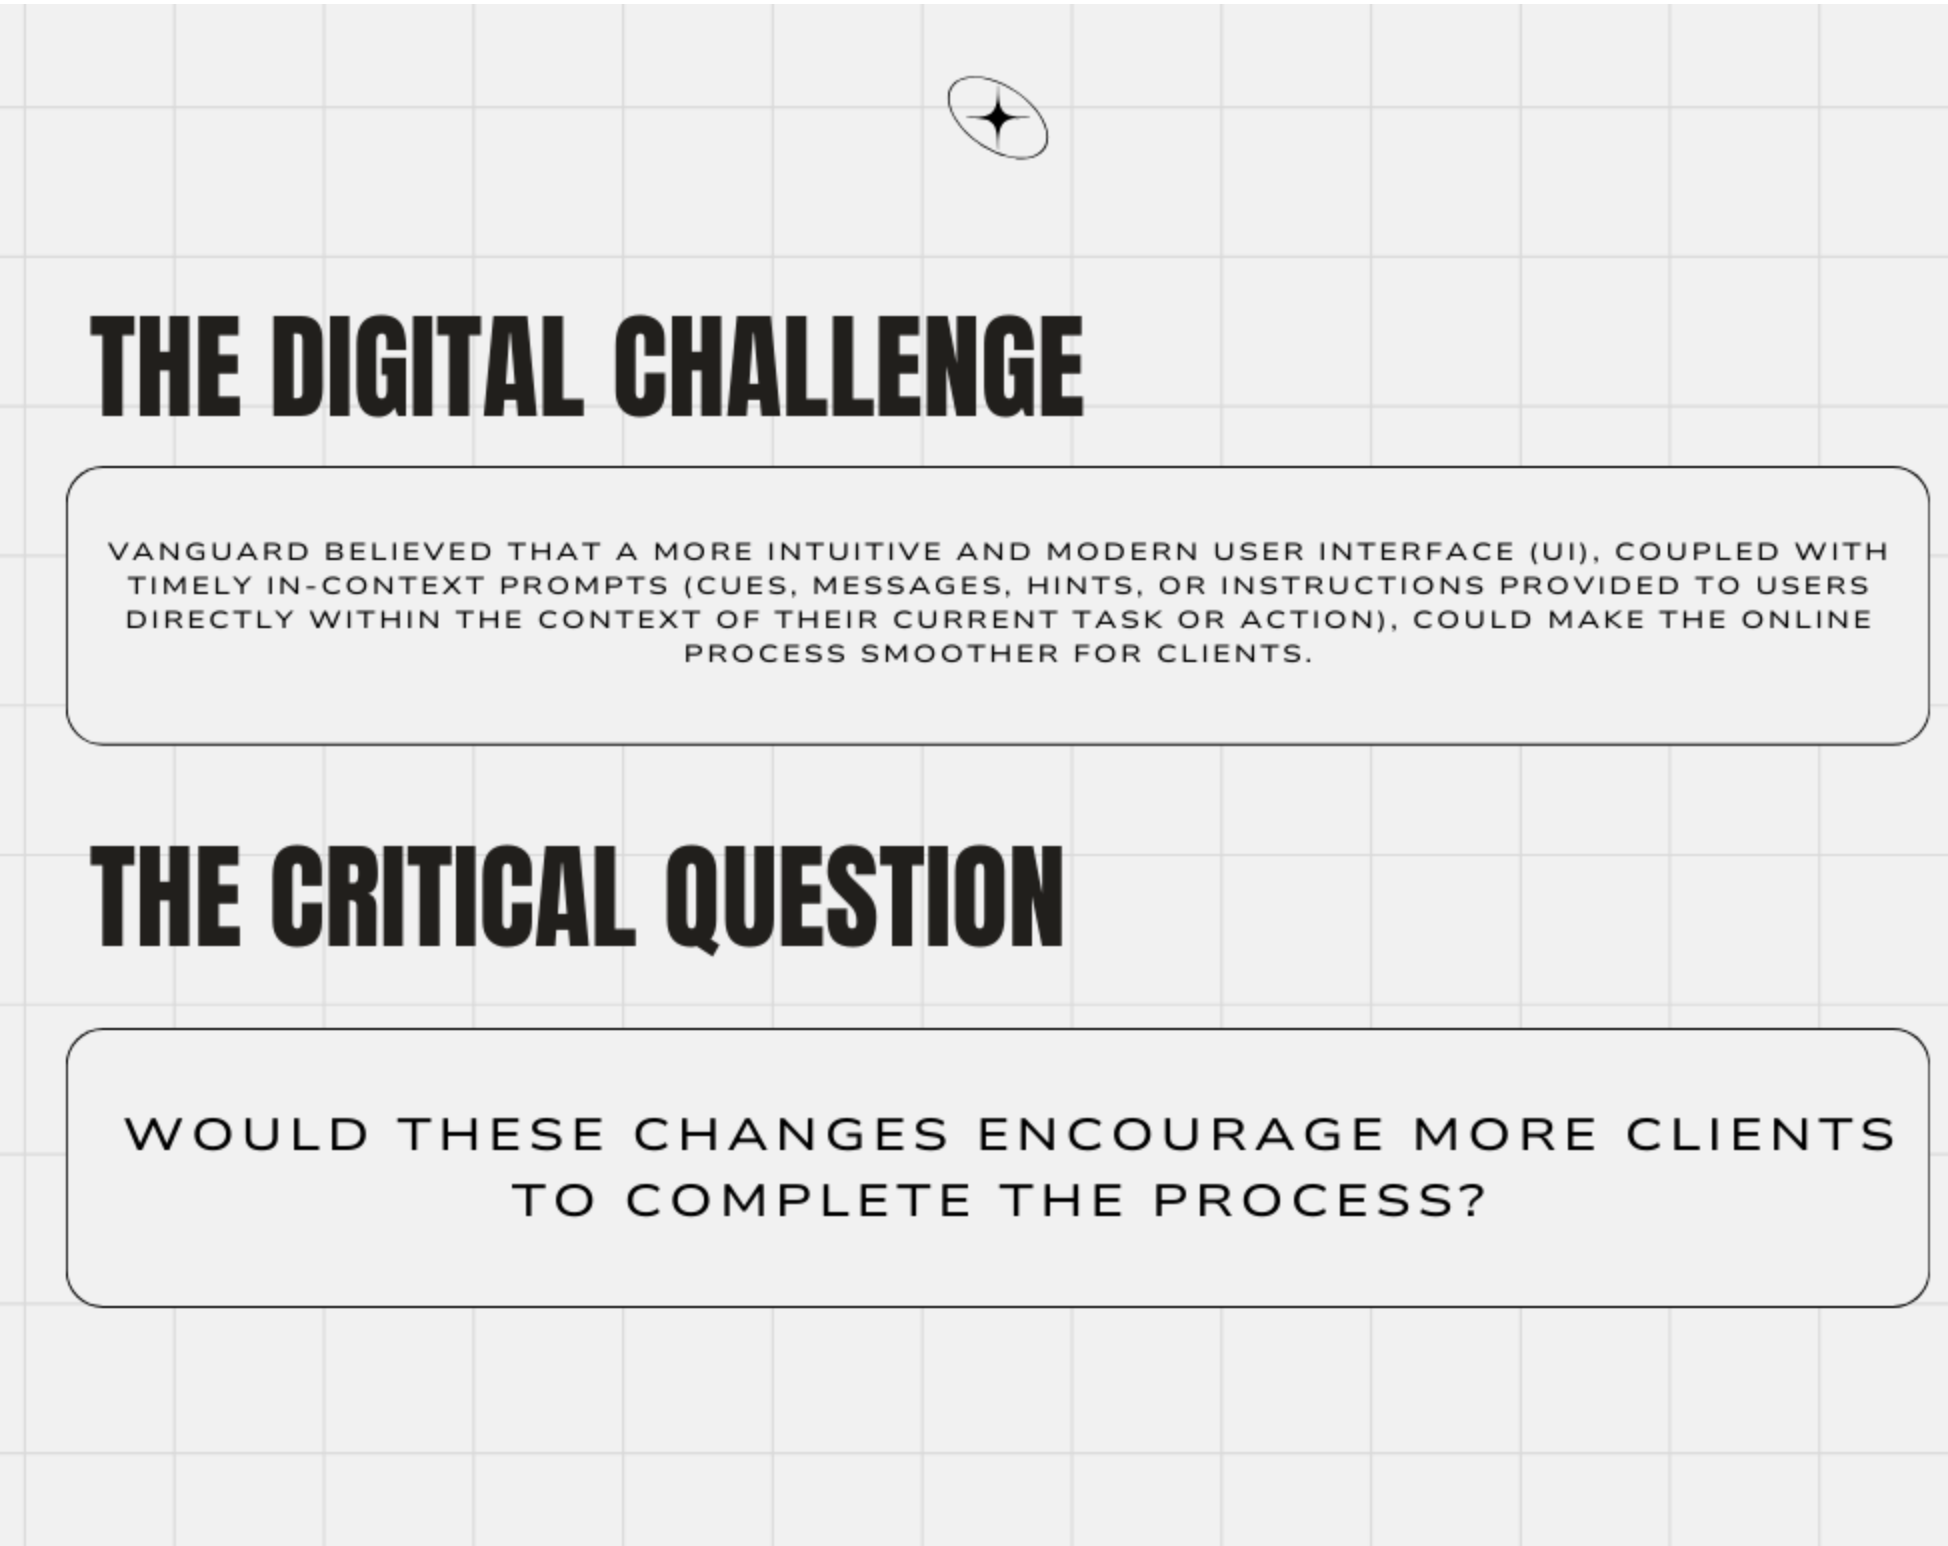 THE DIGITAL CHALLENGE
VANGUARD BELIEVED THAT A MORE INTUITIVE AND MODERN USER INTERFACE (UI), COUPLED WITH
TIMELY IN-CONTEXT PROMPTS (CUES, MESSAGES, HINTS, OR INSTRUCTIONS PROVIDED TO USERS
DIRECTLY WITHIN THE CONTEXT OF THEIR CURRENT TASK OR ACTION), COULD MAKE THE ONLINE
PROCESS SMOOTHER FOR CLIENTS.
THE CRITICAL QUESTION
WOULD THESE CHANGES ENCOURAGE MORE CLIENTS
TO COMPLETE THE PROCESS?